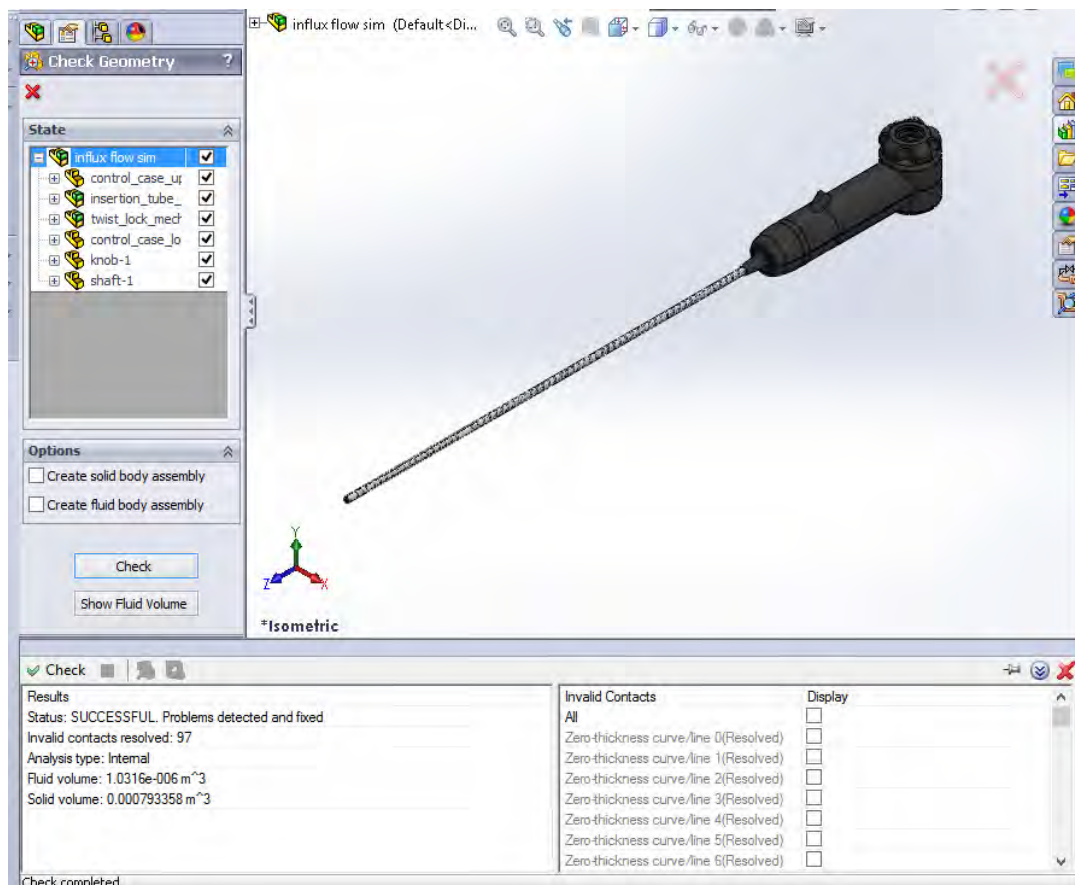 influx flow sim (Default<Di...
Check Geometry ?
State
influx flow sim
control_case_up
insertion_tube_
twist_lock_mech
control_case_lo
knob-1
shaft-1
Options
Create solid body assembly
Create fluid body assembly
Check
Show Fluid Volume
Y
Z X
*Isometric
Check
Results
Status: SUCCESSFUL. Problems detected and fixed
Invalid contacts resolved: 97
Analysis type: Internal
Fluid volume: 1.0316e-006 m^3
Solid volume: 0.000793358 m^3
Invalid Contacts Display
All
Zero-thickness curve/line 0(Resolved)
Zero-thickness curve/line 1(Resolved)
Zero-thickness curve/line 2(Resolved)
Zero-thickness curve/line 3(Resolved)
Zero-thickness curve/line 4(Resolved)
Zero-thickness curve/line 5(Resolved)
Zero-thickness curve/line 6(Resolved)
Check completed